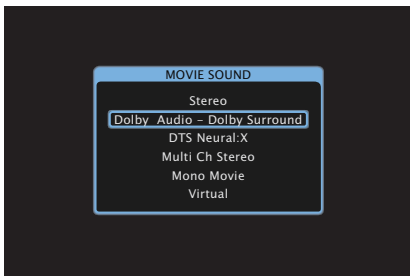 MOVIE SOUND
Stereo
Dolby Audio – Dolby Surround
DTS Neural:X
Multi Ch Stereo
Mono Movie
Virtual